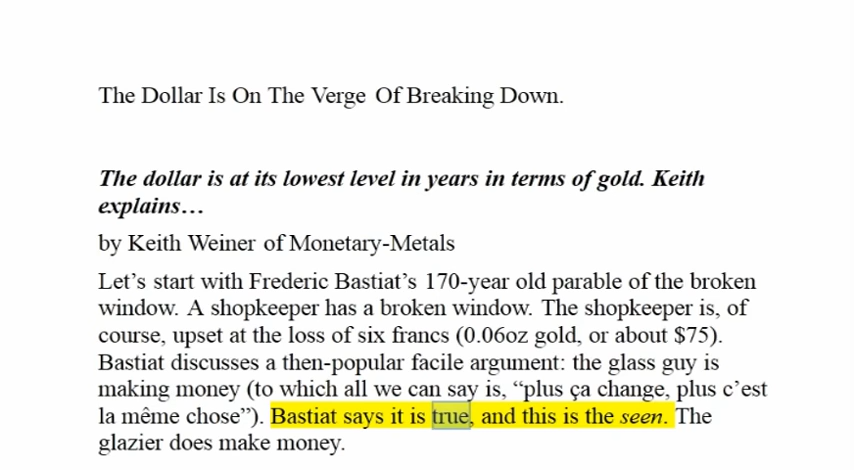 The Dollar Is On The Verge Of Breaking Down.
The dollar is at its lowest level in years in terms of gold. Keith
explains…
by Keith Weiner of Monetary-Metals
Let’s start with Frederic Bastiat’s 170-year old parable of the broken
window. A shopkeeper has a broken window. The shopkeeper is, of
course, upset at the loss of six francs (0.06oz gold, or about $75).
Bastiat discusses a then-popular facile argument: the glass guy is
making money (to which all we can say is, “plus ça change, plus c’est
la même chose”). Bastiat says it is true, and this is the seen. The
glazier does make money.